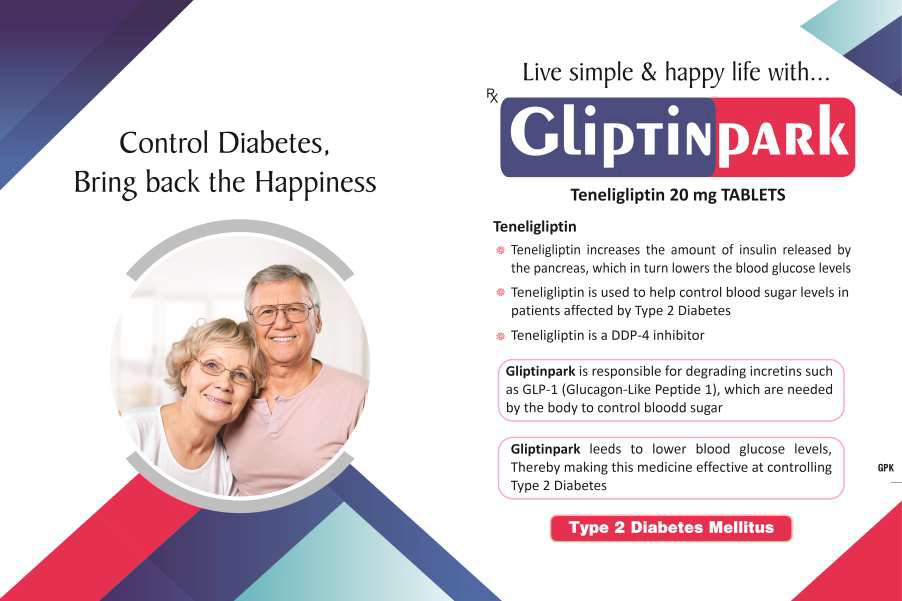 Control Diabetes,
Bring back the Happiness
Live simple & happy life with...
Rx
Gliptinpark
Teneligliptin 20 mg TABLETS
Teneligliptin
Teneligliptin increases the amount of insulin released by
the pancreas, which in turn lowers the blood glucose levels
Teneligliptin is used to help control blood sugar levels in
patients affected by Type 2 Diabetes
Teneligliptin is a DDP-4 inhibitor
Gliptinpark is responsible for degrading incretins such
as GLP-1 (Glucagon-Like Peptide 1), which are needed
by the body to control bloodd sugar
Gliptinpark leeds to lower blood glucose levels,
Thereby making this medicine effective at controlling
Type 2 Diabetes
GPK
Type 2 Diabetes Mellitus